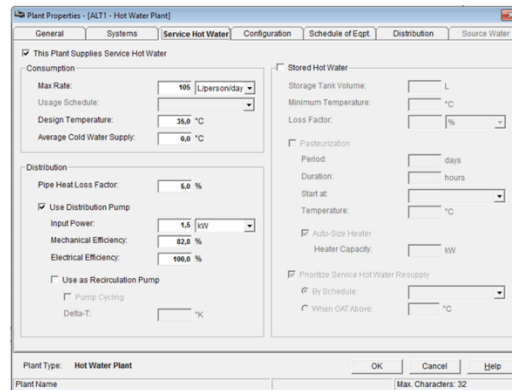 Plant Properties - [ALT1 - Hot Water Plant]
General
Systems
Service Hot Water
Configuration
Schedule of Eqpt.
Distribution
Source Water
This Plant Supplies Service Hot Water
Consumption
Max Rate: 105 L/person/day
Usage Schedule:
Design Temperature: 35,0 °C
Average Cold Water Supply: 0,0 °C
Distribution
Pipe Heat Loss Factor: 5,0 %
Use Distribution Pump
Input Power: 1,5 kW
Mechanical Efficiency: 82,8 %
Electrical Efficiency: 100,0 %
Use as Recirculation Pump
Pump Cycling
Delta-T: °K
Stored Hot Water
Storage Tank Volume: L
Minimum Temperature: °C
Loss Factor: %
Pasteurization
Period: days
Duration: hours
Start at:
Temperature: °C
Auto-Size Heater
Heater Capacity: kW
Prioritize Service Hot Water Resupply
By Schedule:
When OAT Above: °C
Plant Type: Hot Water Plant
OK
Cancel
Help
Plant Name
Max. Characters: 32